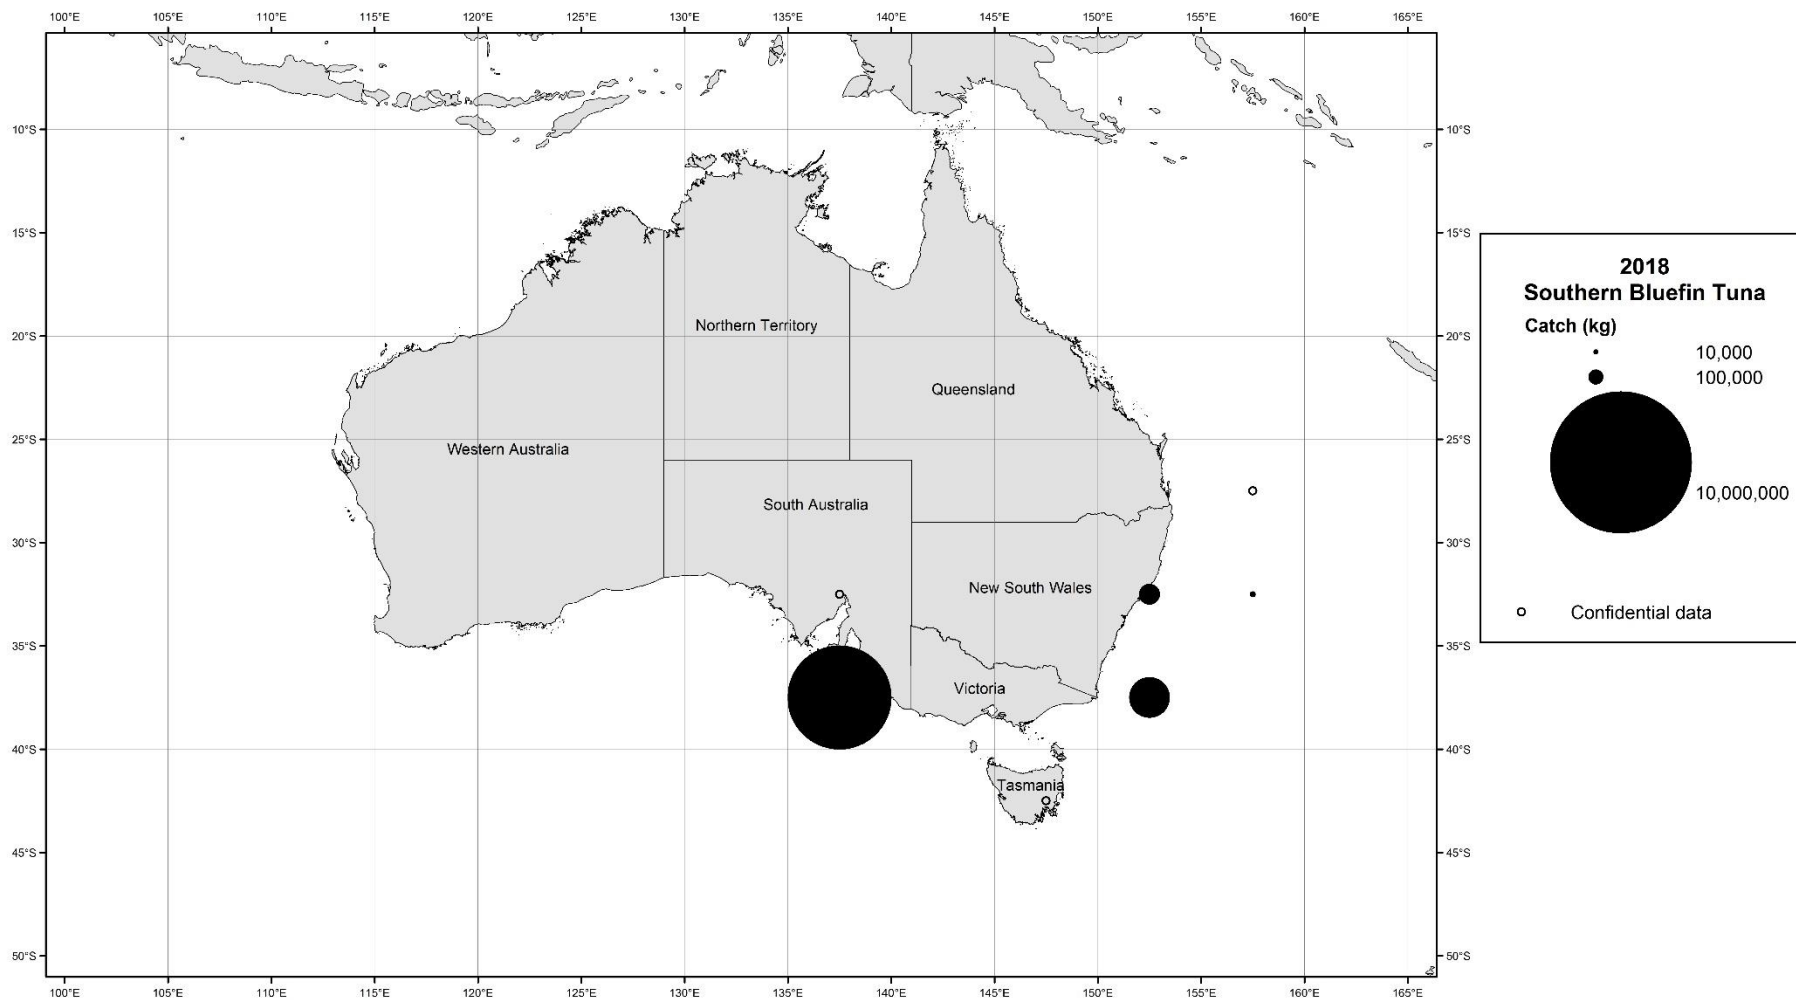 100°E 105°E 110°E 115°E 120°E 125°E 130°E 135°E 140°E 145°E 150°E 155°E 160°E 165°E
10°S 10°S
15°S 15°S
20°S 20°S
25°S 25°S
30°S 30°S
35°S 35°S
40°S 40°S
45°S 45°S
50°S 50°S
Northern Territory
Queensland
Western Australia
South Australia
New South Wales
Victoria
Tasmania
100°E 105°E 110°E 115°E 120°E 125°E 130°E 135°E 140°E 145°E 150°E 155°E 160°E 165°E
2018
Southern Bluefin Tuna
Catch (kg)
10,000
100,000
10,000,000
Confidential data